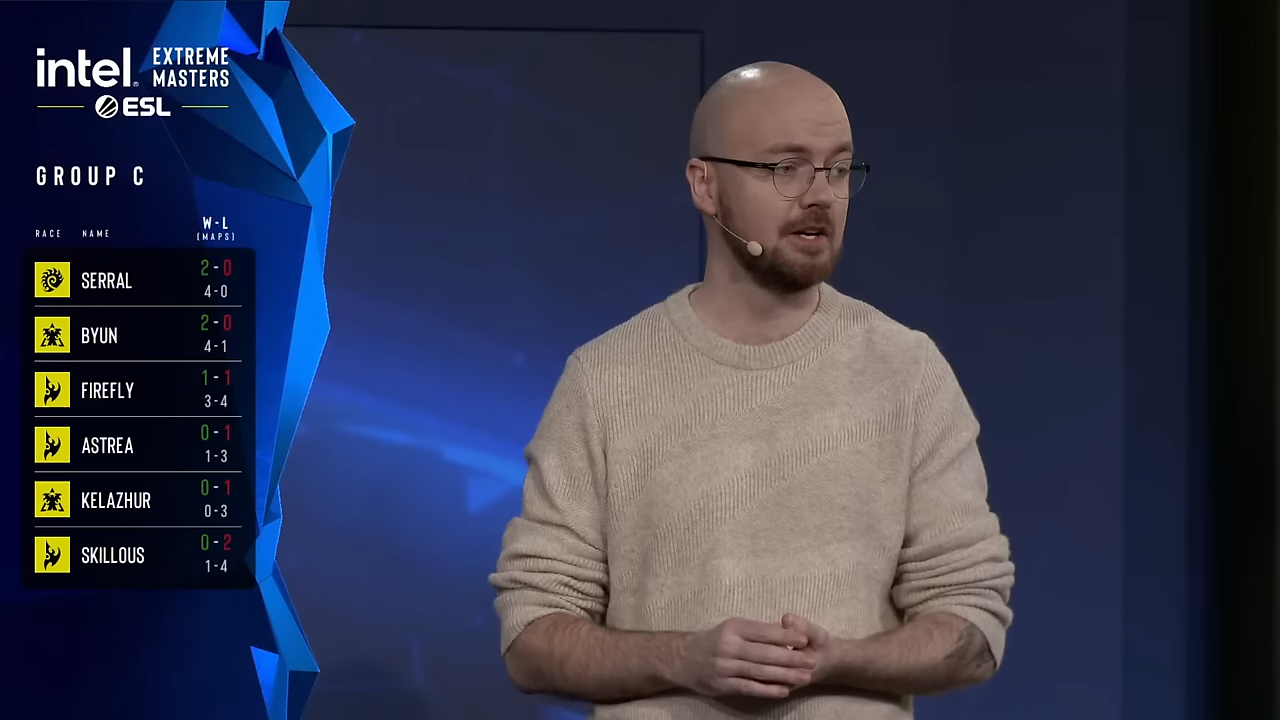 intel EXTREME MASTERS
ESL
GROUP C
RACE NAME W-L (MAPS)
SERRAL 2-0
4-0
BYUN 2-0
4-1
FIREFLY 1-1
3-4
ASTREA 0-1
1-3
KELAZHUR 0-1
0-3
SKILLOUS 0-2
1-4